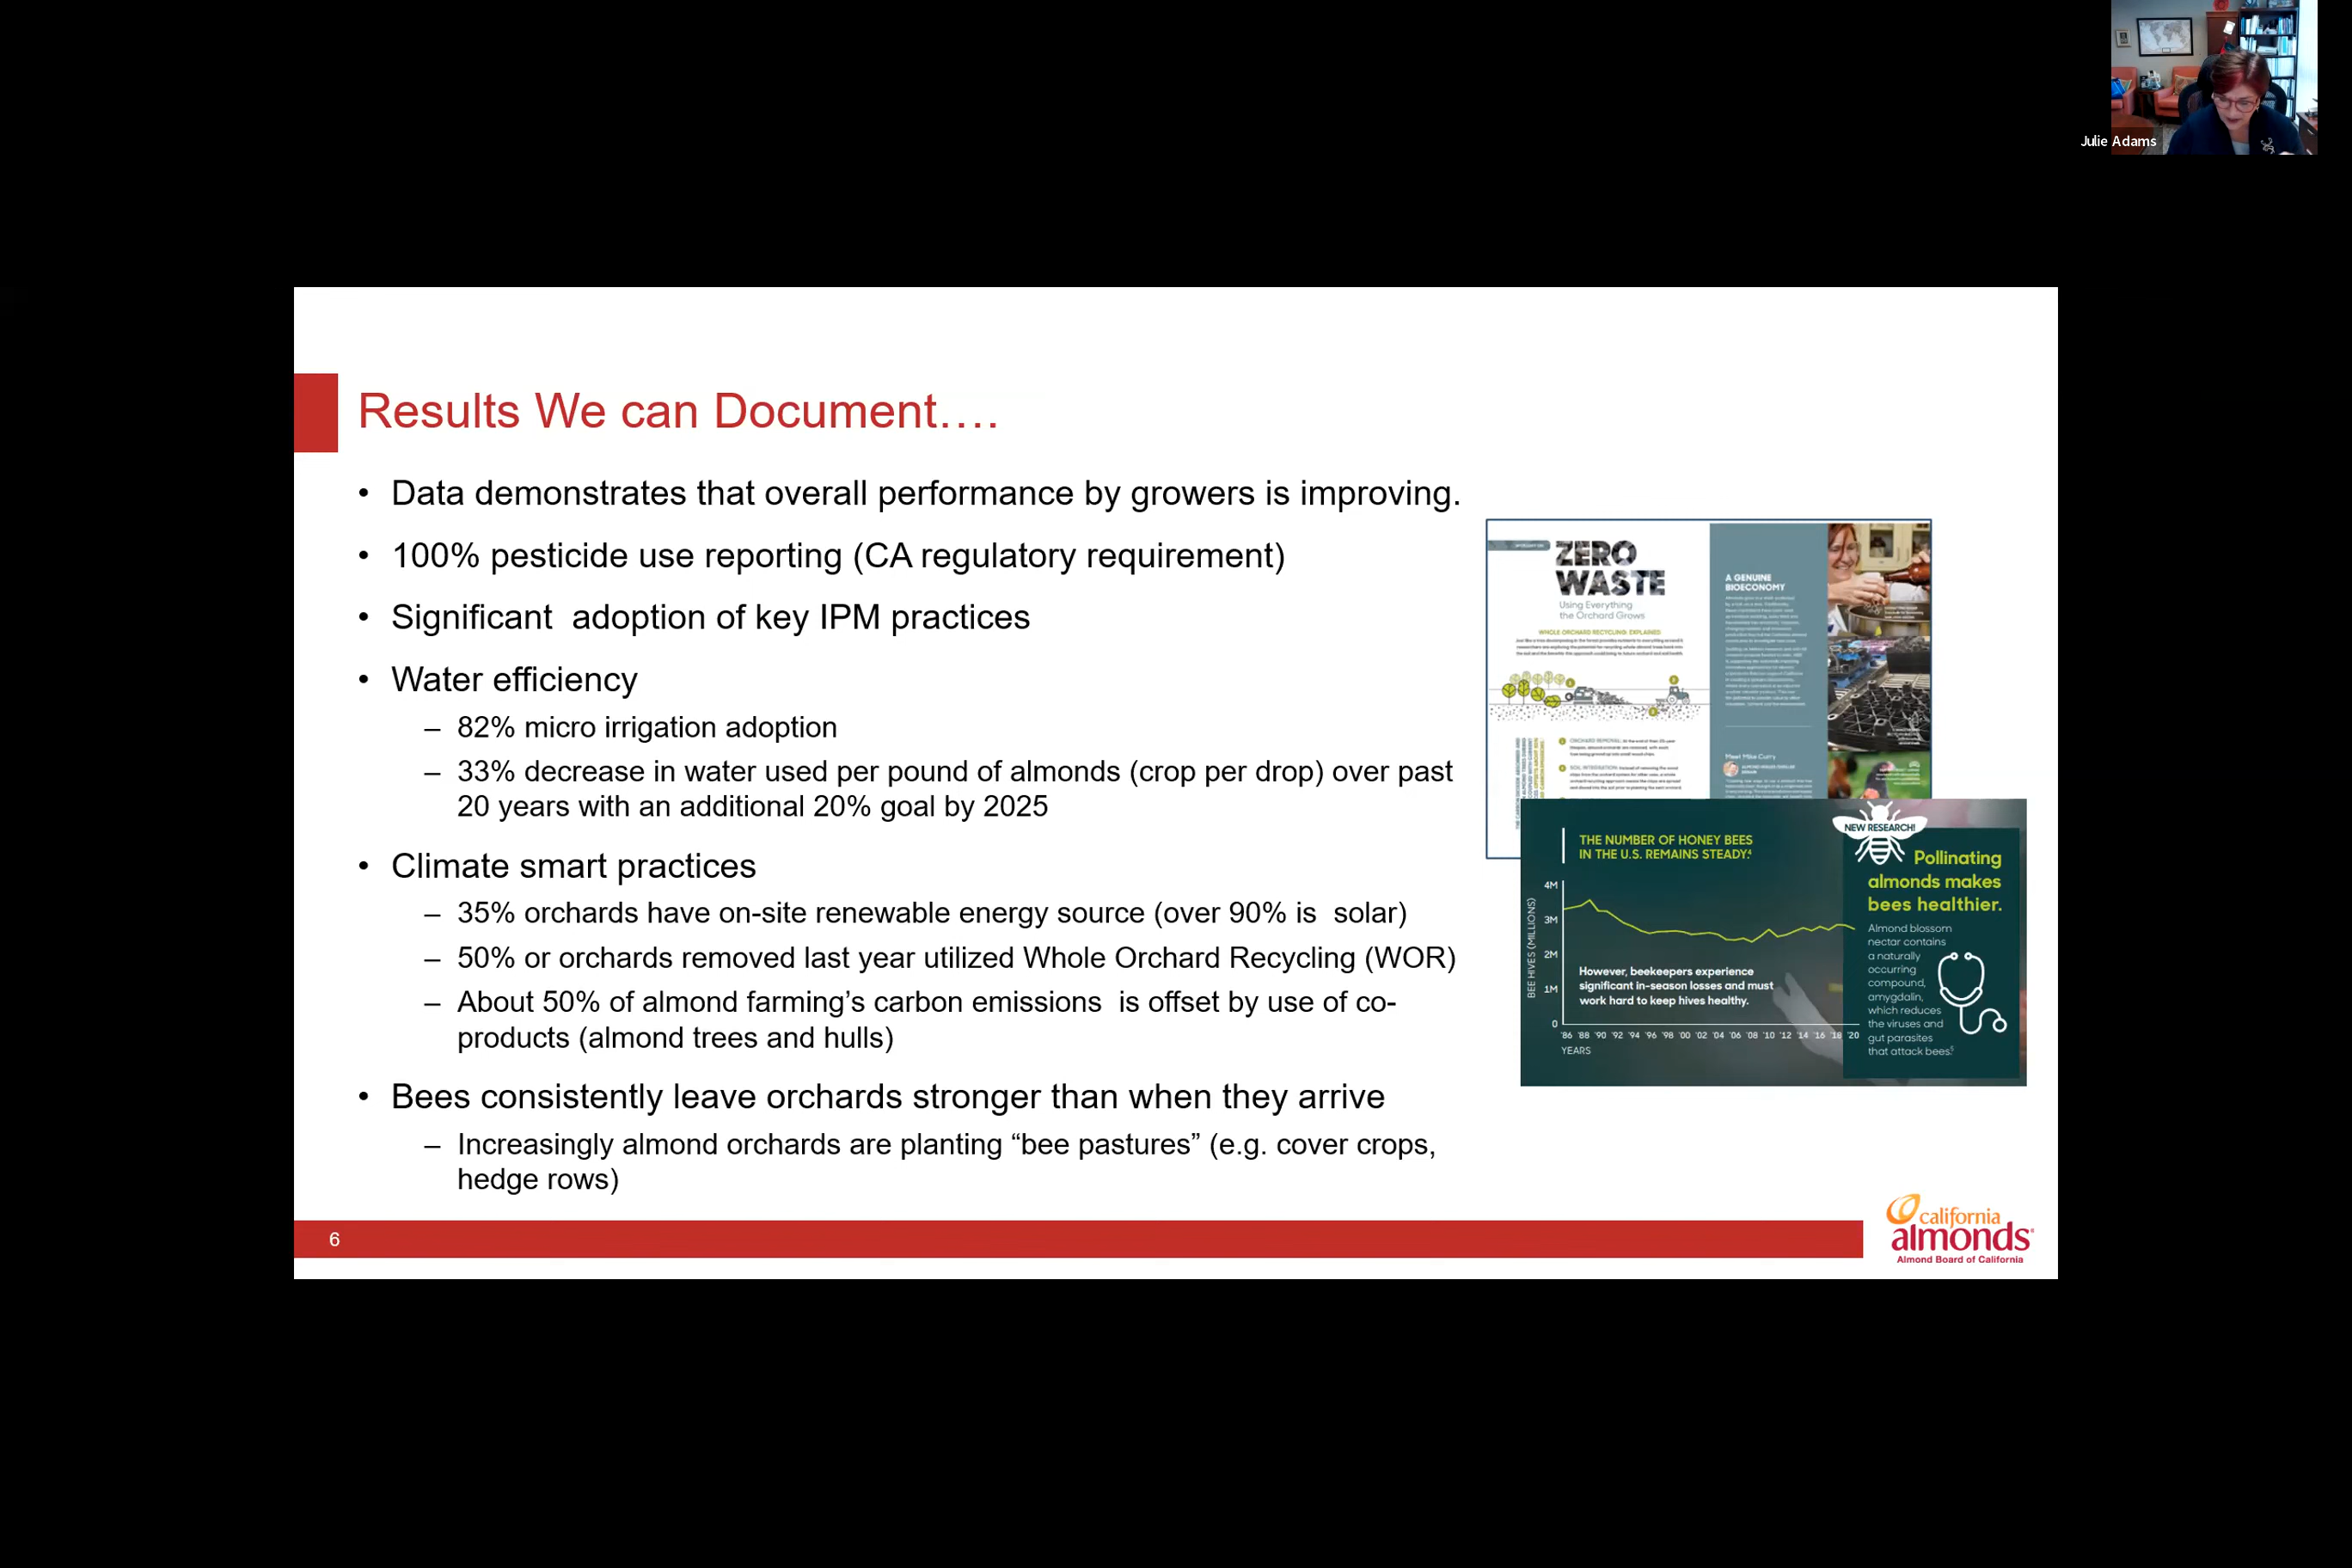 Julie Adams
Results We can Document….
• Data demonstrates that overall performance by growers is improving.
• 100% pesticide use reporting (CA regulatory requirement)
• Significant  adoption of key IPM practices
• Water efficiency
– 82% micro irrigation adoption
– 33% decrease in water used per pound of almonds (crop per drop) over past
20 years with an additional 20% goal by 2025
• Climate smart practices
– 35% orchards have on-site renewable energy source (over 90% is  solar)
– 50% or orchards removed last year utilized Whole Orchard Recycling (WOR)
– About 50% of almond farming’s carbon emissions  is offset by use of co-
products (almond trees and hulls)
• Bees consistently leave orchards stronger than when they arrive
– Increasingly almond orchards are planting “bee pastures” (e.g. cover crops,
hedge rows)
ZERO
WASTE
Using Everything
the Orchard Grows
WHOLE ORCHARD RECYCLING EXPLAINED
A GENUINE
BIOECONOMY
Meet Mike Curry
THE NUMBER OF HONEY BEES
IN THE U.S. REMAINS STEADY.⁴
BEE HIVES (MILLIONS)
4M
3M
2M
1M
0
However, beekeepers experience
significant in-season losses and must
work hard to keep hives healthy.
'86 '88 '90 '92 '94 '96 '98 '00 '02 '04 '06 '08 '10 '12 '14 '16 '18 '20
YEARS
NEW RESEARCH!
Pollinating
almonds makes
bees healthier.
Almond blossom
nectar contains
a naturally
occurring
compound,
amygdalin,
which reduces
the viruses and
gut parasites
that attack bees.⁵
6
california
almonds®
Almond Board of California